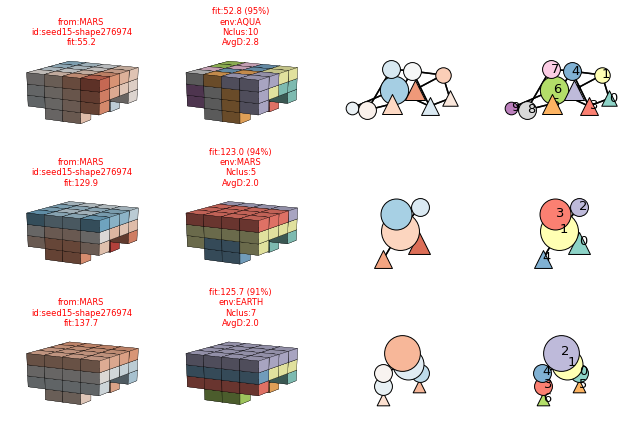 from:MARS
id:seed15-shape276974
fit:55.2
fit:52.8 (95%)
env:AQUA
Nclus:10
AvgD:2.8
7
4
1
6
0
9
8
3
from:MARS
id:seed15-shape276974
fit:129.9
fit:123.0 (94%)
env:MARS
Nclus:5
AvgD:2.0
3
2
1
0
4
from:MARS
id:seed15-shape276974
fit:137.7
fit:125.7 (91%)
env:EARTH
Nclus:7
AvgD:2.0
2
1
4
0
3
5
6